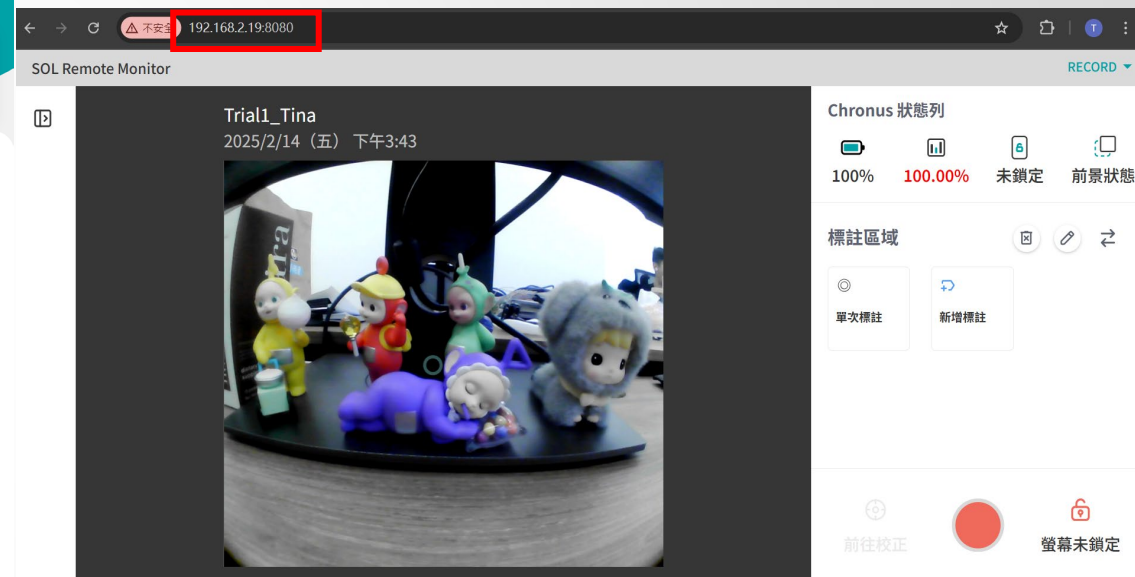 不安全 192.168.2.19:8080
T
SOL Remote Monitor
RECORD
Trial1_Tina
2025/2/14（五） 下午3:43
tra
Chronus 狀態列
100% 100.00% 未鎖定 前景狀態
標註區域
單次標註 新增標註
前往校正 螢幕未鎖定